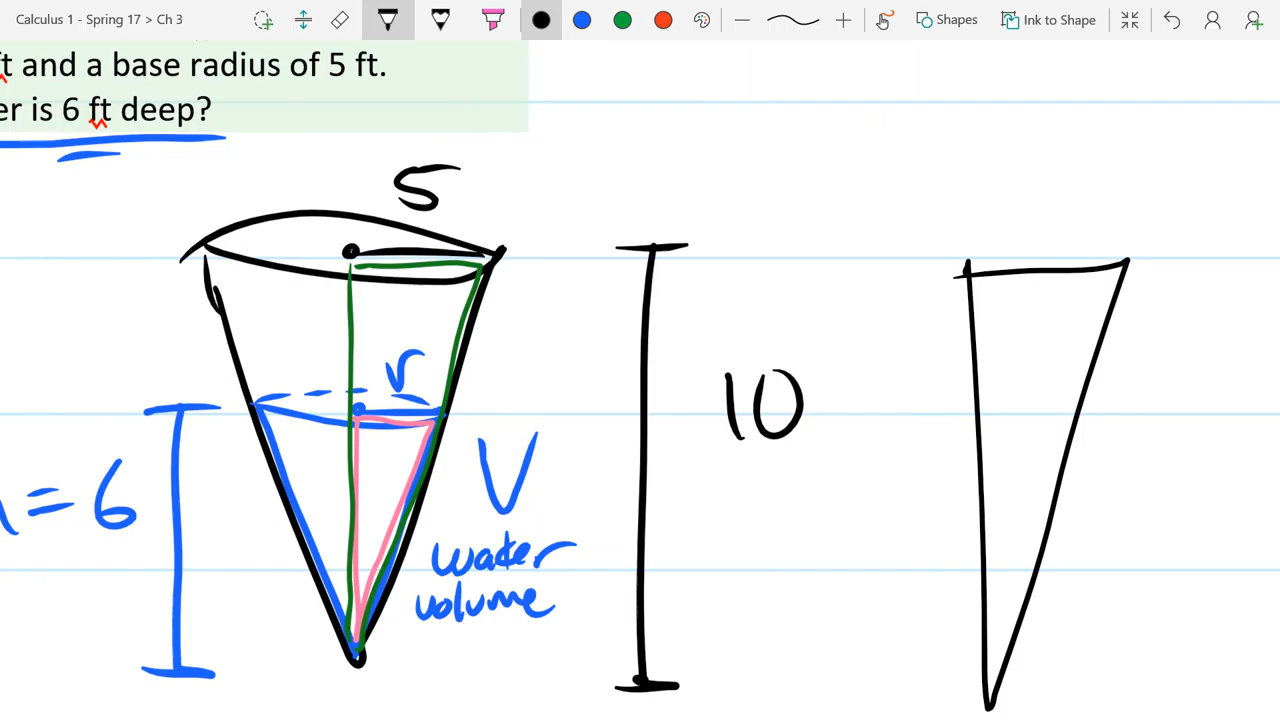 Calculus 1 - Spring 17 > Ch 3
Shapes
Ink to Shape
ft and a base radius of 5 ft.
er is 6 ft deep?
5
r
10
= 6
V
water
volume